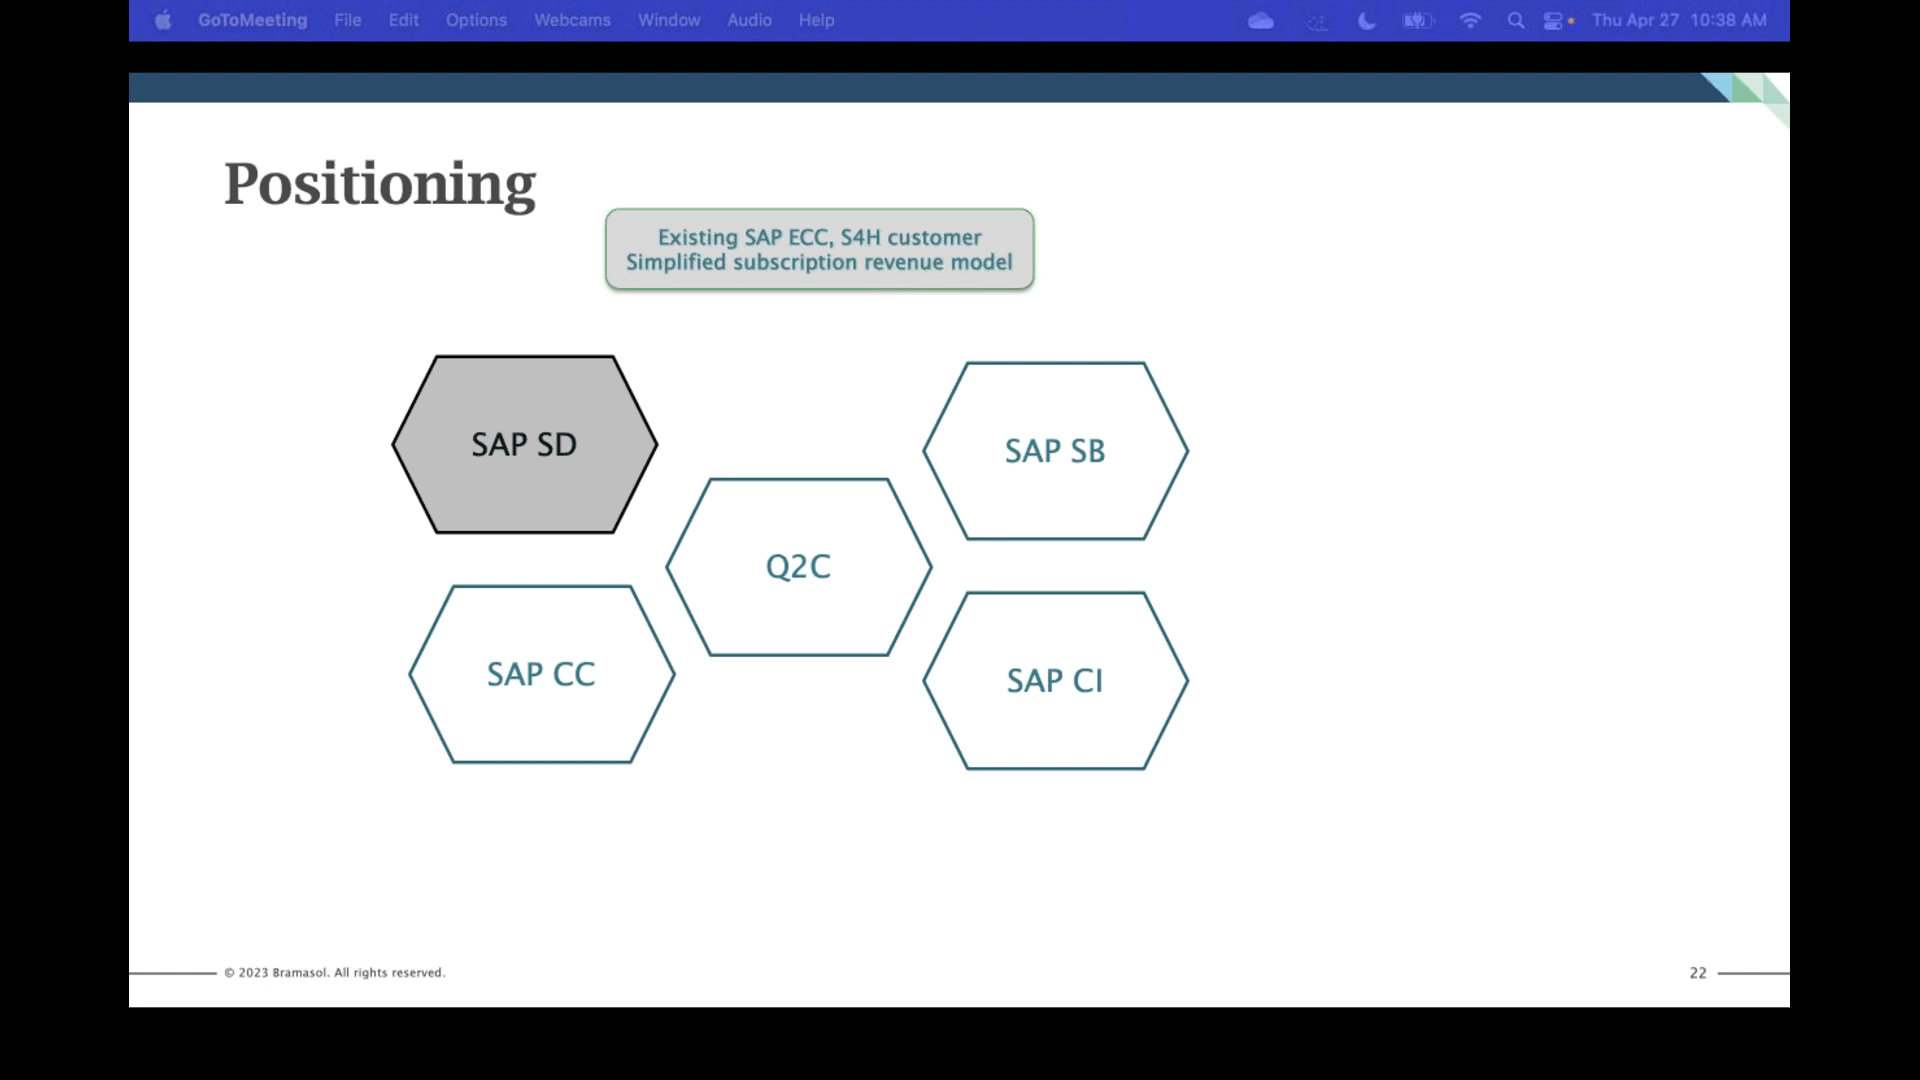 GoToMeeting File Edit Options Webcams Window Audio Help Thu Apr 27 10:38 AM
Positioning
Existing SAP ECC, S4H customer
Simplified subscription revenue model
SAP SD
SAP SB
Q2C
SAP CC
SAP CI
© 2023 Bramasol. All rights reserved.
22